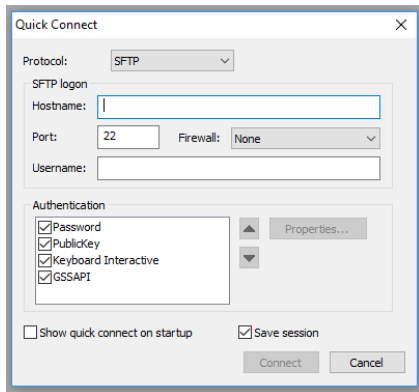 Quick Connect
Protocol: SFTP
SFTP logon
Hostname:
Port: 22 Firewall: None
Username:
Authentication
Password
PublicKey
Keyboard Interactive
GSSAPI
Properties...
Show quick connect on startup Save session
Connect Cancel